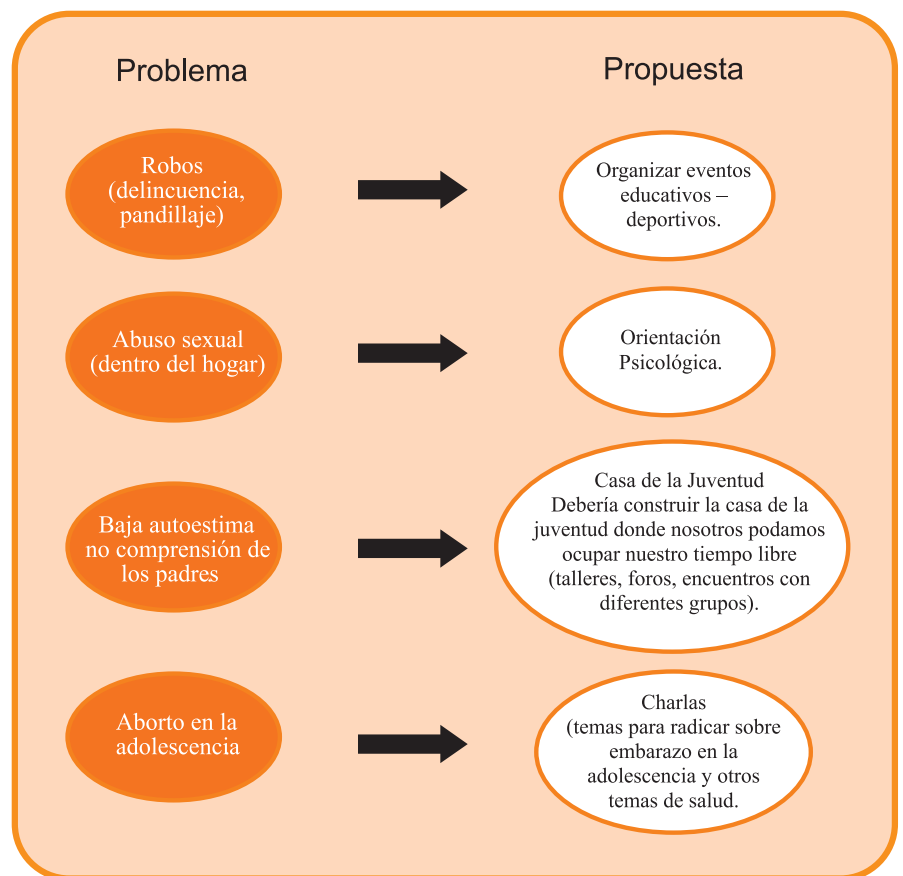 Problema
Propuesta
Robos
(delincuencia,
pandillaje)
Organizar eventos
educativos –
deportivos.
Abuso sexual
(dentro del hogar)
Orientación
Psicológica.
Baja autoestima
no comprensión de
los padres
Casa de la Juventud
Debería construir la casa de la
juventud donde nosotros podamos
ocupar nuestro tiempo libre
(talleres, foros, encuentros con
diferentes grupos).
Aborto en la
adolescencia
Charlas
(temas para radicar sobre
embarazo en la
adolescencia y otros
temas de salud.